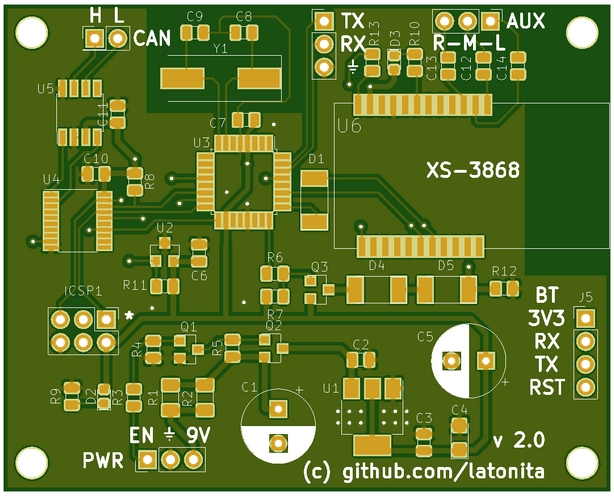 H L
CAN
C9
C8
Y1
TX
RX
R13
D3
R10
AUX
R-M-L
C13
C12
C14
U5
C11
C7
U3
U6
XS-3868
C10
R8
U4
D1
U2
C6
R11
R6
R7
Q3
D4
D5
R12
ICSP1
*
BT
J5
3V3
RX
TX
RST
R4
Q1
R5
Q2
C2
C5
+
R9
D2
R3
R1
R2
C1
+
U1
C3
C4
EN 9V
PWR
v 2.0
(c) github.com/latonita